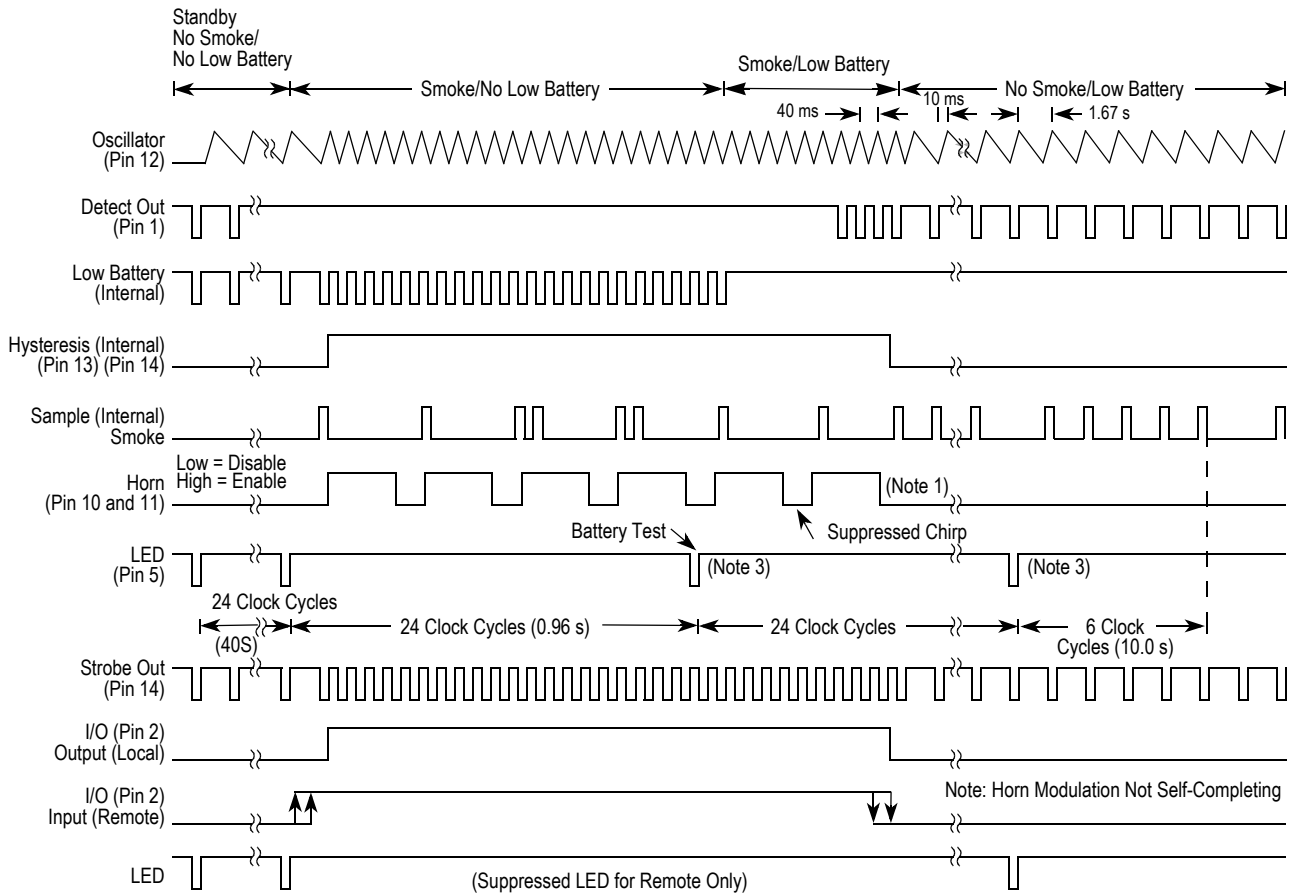 Standby
No Smoke/
No Low Battery
Smoke/No Low Battery
Smoke/Low Battery
No Smoke/Low Battery
40 ms
10 ms
1.67 s
Oscillator
(Pin 12)
Detect Out
(Pin 1)
Low Battery
(Internal)
Hysteresis (Internal)
(Pin 13) (Pin 14)
Sample (Internal)
Smoke
Low = Disable
High = Enable
Horn
(Pin 10 and 11)
(Note 1)
Battery Test
Suppressed Chirp
LED
(Pin 5)
(Note 3)
(Note 3)
24 Clock Cycles
(40S)
24 Clock Cycles (0.96 s)
24 Clock Cycles
6 Clock
Cycles (10.0 s)
Strobe Out
(Pin 14)
I/O (Pin 2)
Output (Local)
I/O (Pin 2)
Input (Remote)
Note: Horn Modulation Not Self-Completing
LED
(Suppressed LED for Remote Only)